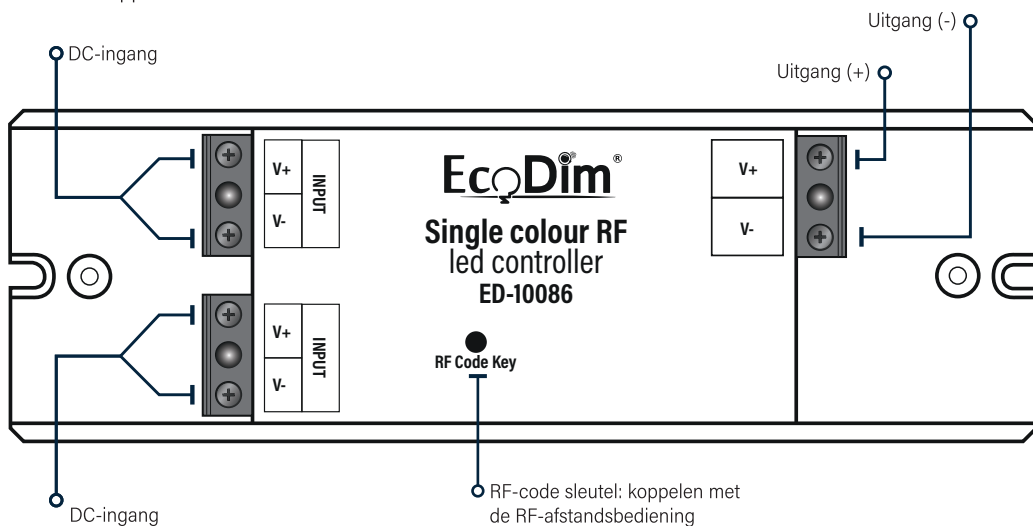 Uitgang (-)
DC-ingang
Uitgang (+)
V+
V-
INPUT
EcoDim®
Single colour RF
led controller
ED-10086
V+
V-
V+
V-
INPUT
RF Code Key
RF-code sleutel: koppelen met
de RF-afstandsbediening
DC-ingang